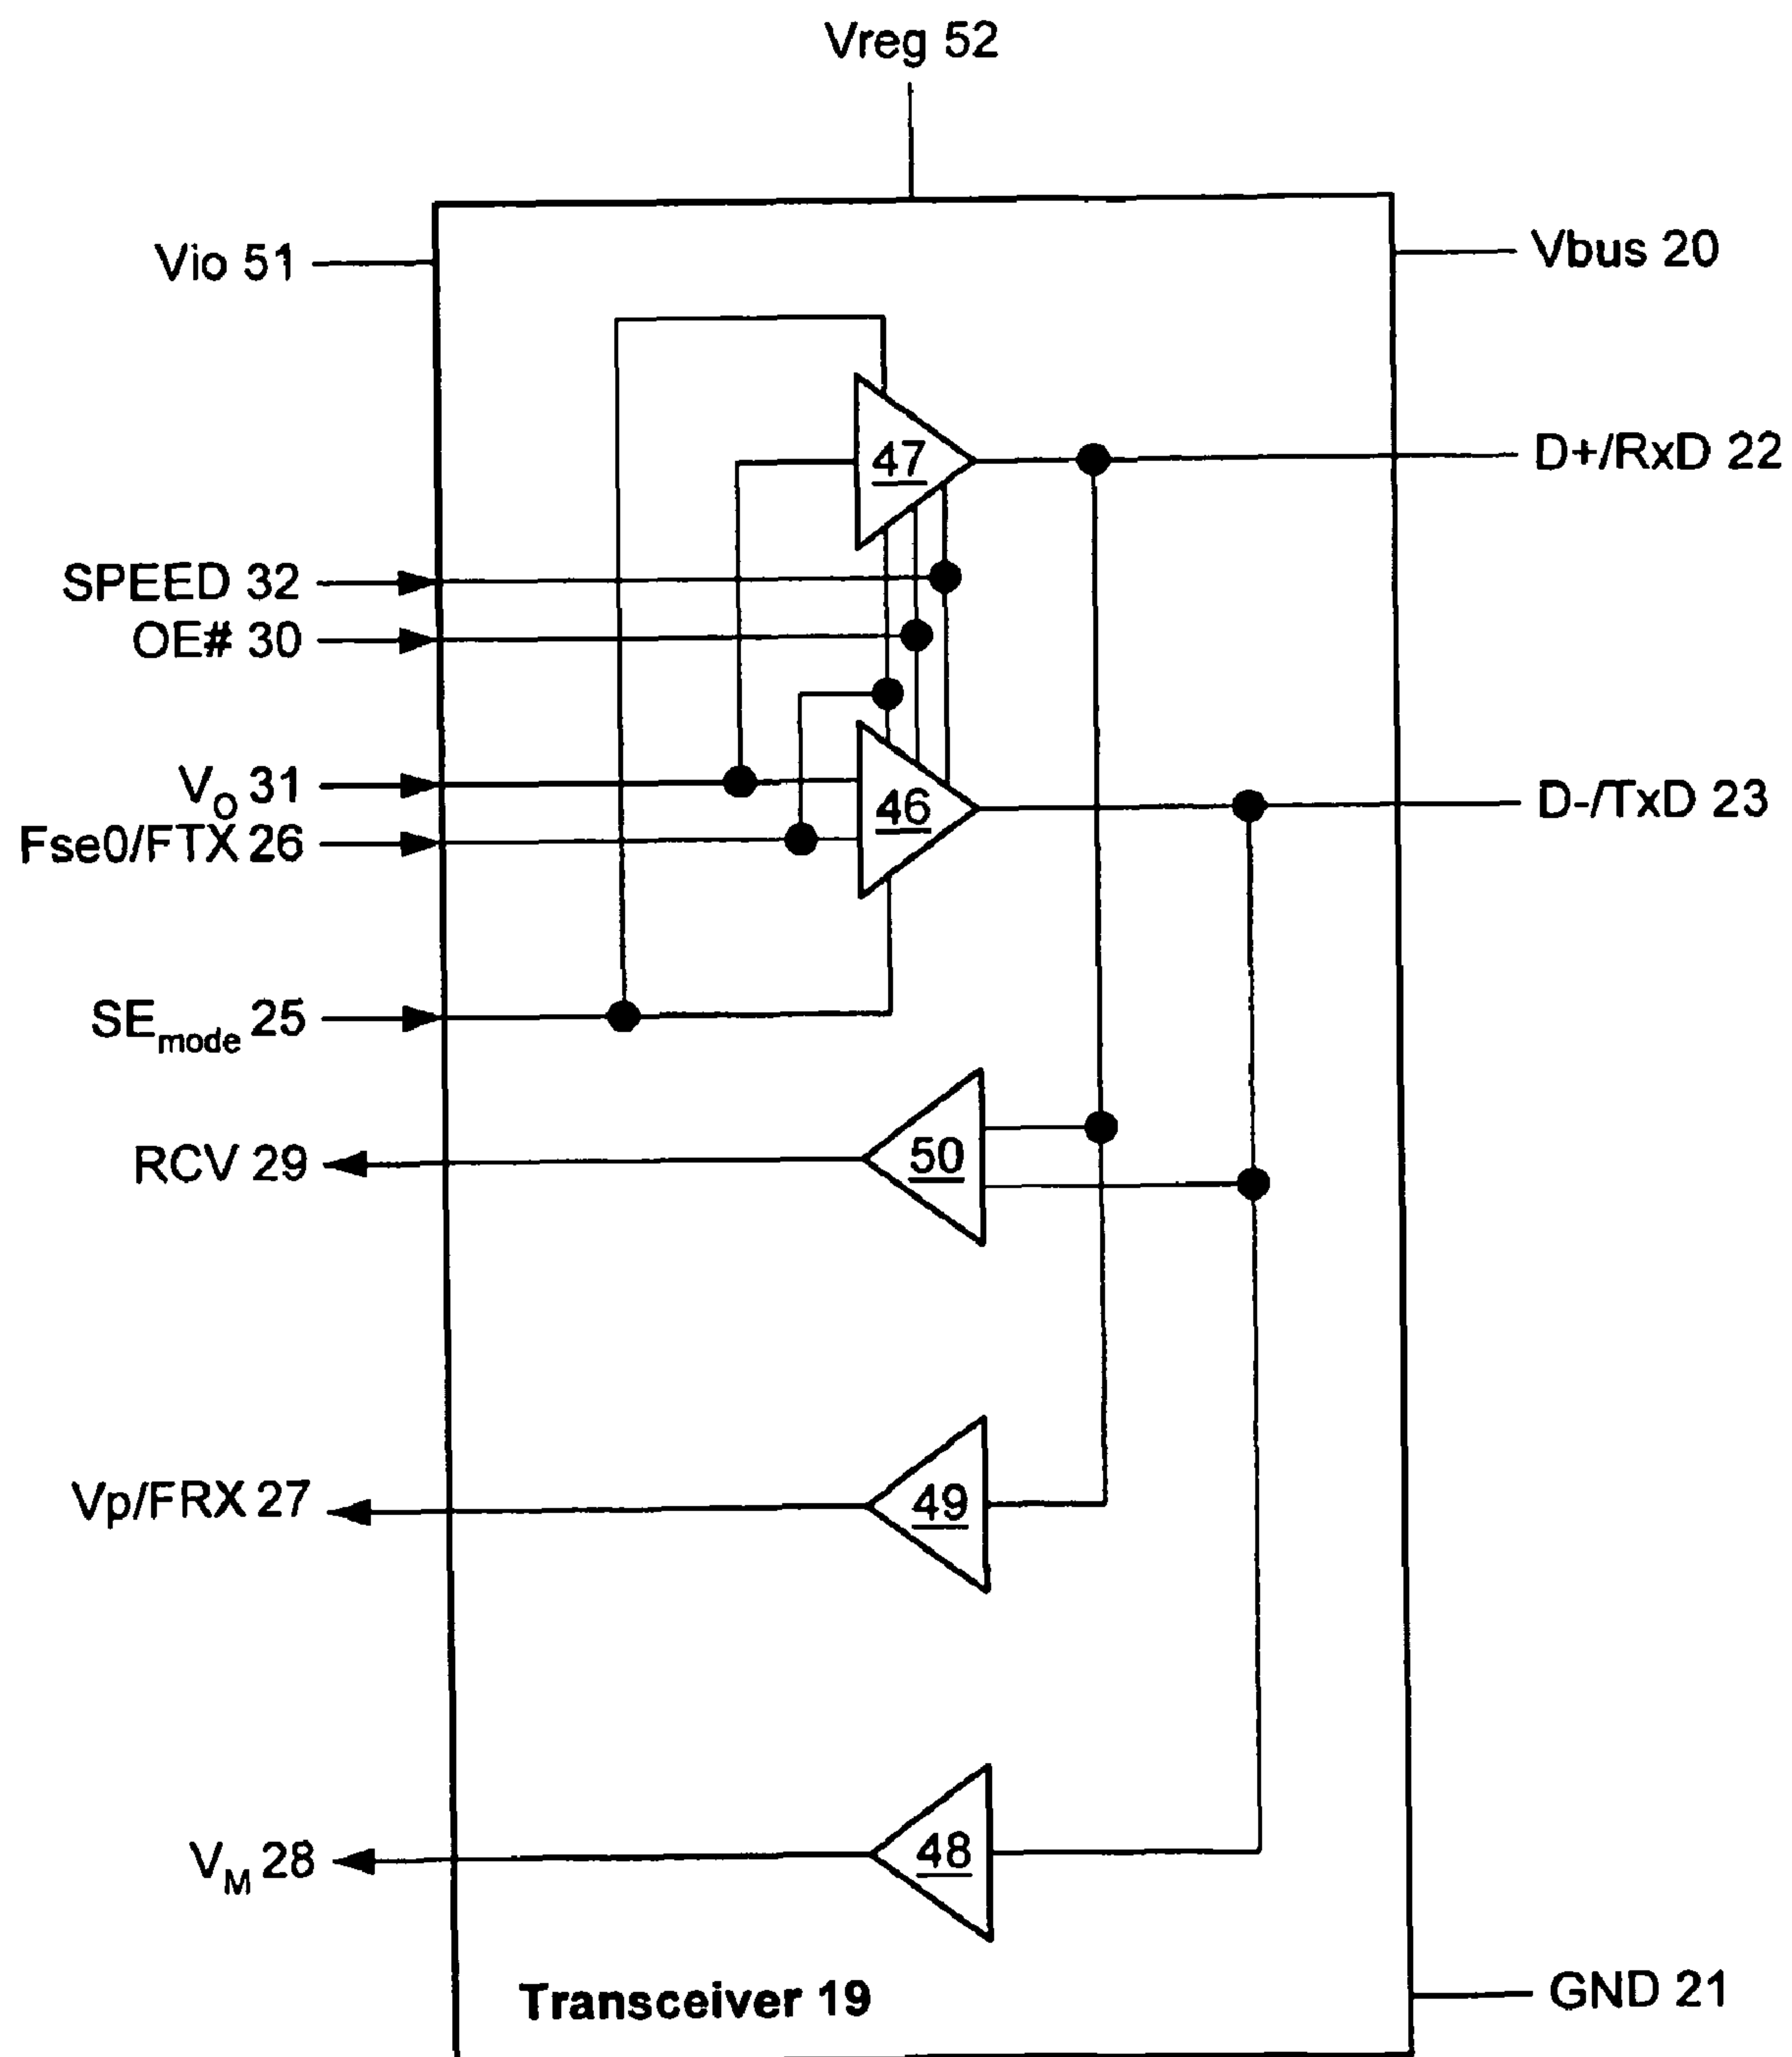 Vreg 52
Vio 51
Vbus 20
47
D+/RxD 22
SPEED 32
OE# 30
VO 31
46
D-/TxD 23
Fse0/FTX 26
SEmode 25
RCV 29
50
Vp/FRX 27
49
VM 28
48
Transceiver 19
GND 21